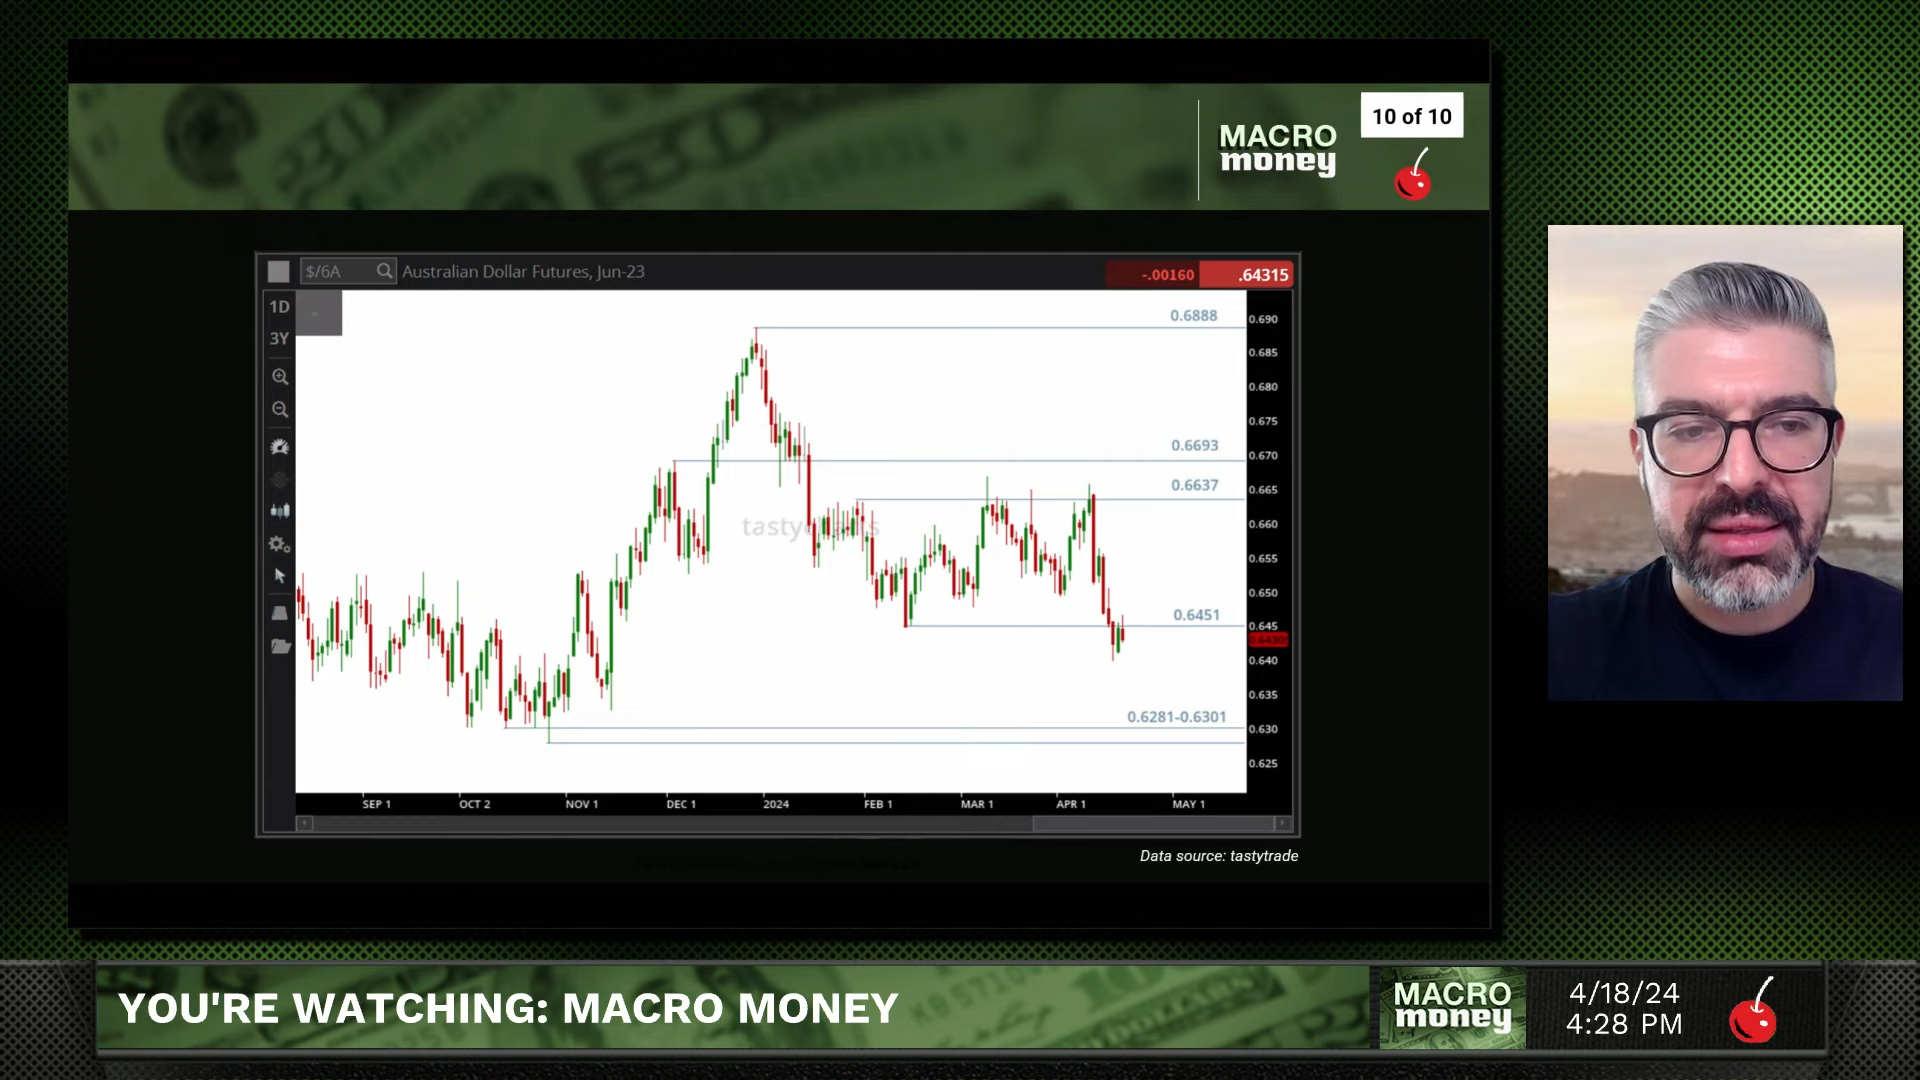 10 of 10
MACRO
money
$/6A
Australian Dollar Futures, Jun-23
-.00160
.64315
1D
3Y
0.6888
0.6693
0.6637
0.6451
0.6281-0.6301
0.690
0.685
0.680
0.675
0.670
0.665
0.660
0.655
0.650
0.645
0.640
0.635
0.630
0.625
SEP 1
OCT 2
NOV 1
DEC 1
2024
FEB 1
MAR 1
APR 1
MAY 1
Data source: tastytrade
YOU'RE WATCHING: MACRO MONEY
MACRO
money
4/18/24
4:28 PM